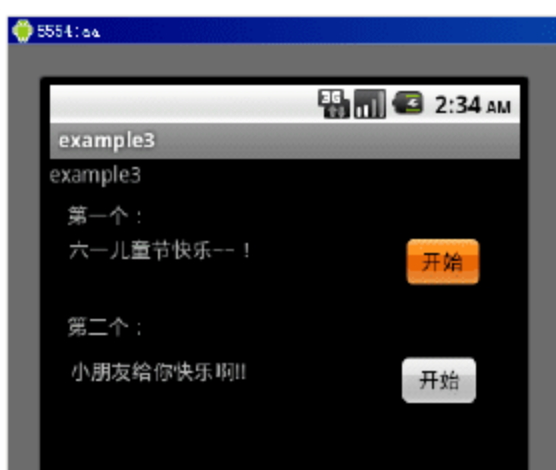 5554:aa
3G 2:34 AM
example3
example3
第一个：
六一儿童节快乐~~！
开始
第二个：
小朋友给你快乐啊!!
开始